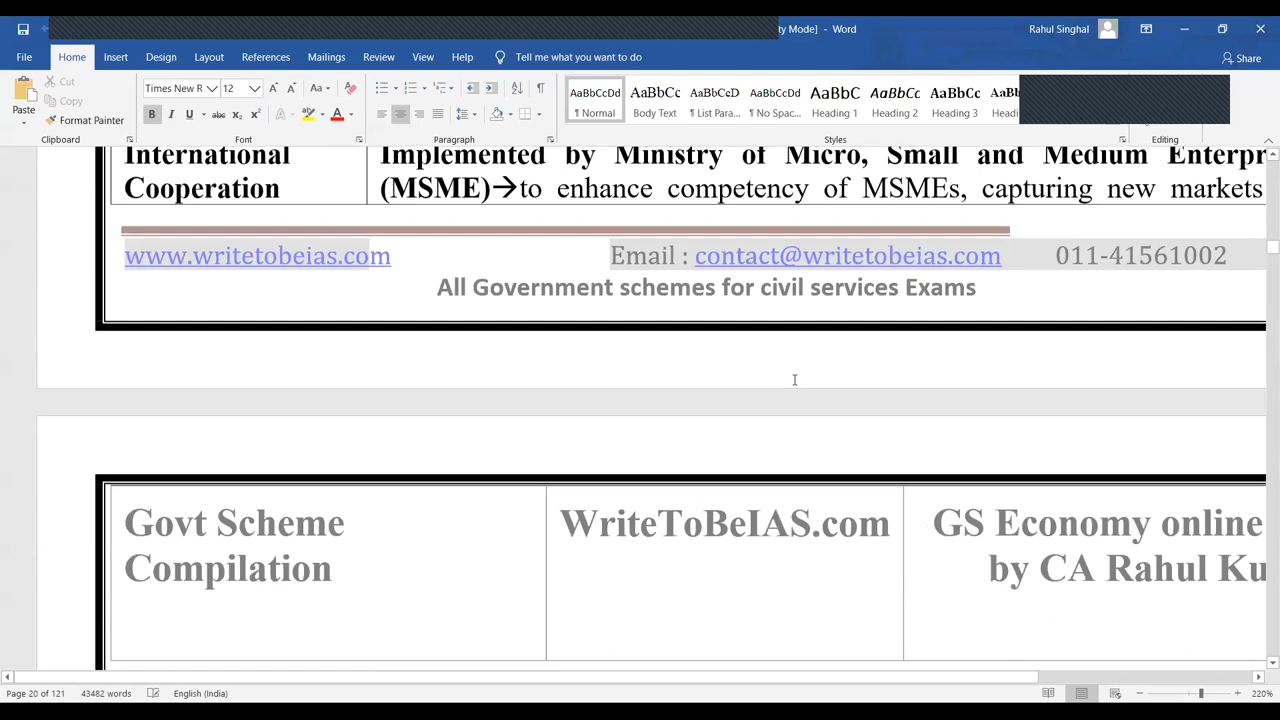 ty Mode] - Word
Rahul Singhal
File Home Insert Design Layout References Mailings Review View Help Tell me what you want to do
Share
Cut
Copy
Paste
Format Painter
Times New R 12
AaBbCcDd AaBbCc AaBbCcD AaBbCcDd AaBbC AaBbCc AaBbCc AaBb
¶ Normal Body Text ¶ List Para... ¶ No Spac... Heading 1 Heading 2 Heading 3 Headi
Clipboard Font Paragraph Styles Editing
International
Cooperation
Implemented by Ministry of Micro, Small and Medium Enterpr
(MSME)→to enhance competency of MSMEs, capturing new markets
www.writetobeias.com Email : contact@writetobeias.com 011-41561002
All Government schemes for civil services Exams
Govt Scheme
Compilation
WriteToBeIAS.com
GS Economy online
by CA Rahul Ku
Page 20 of 121 43482 words English (India) 220%